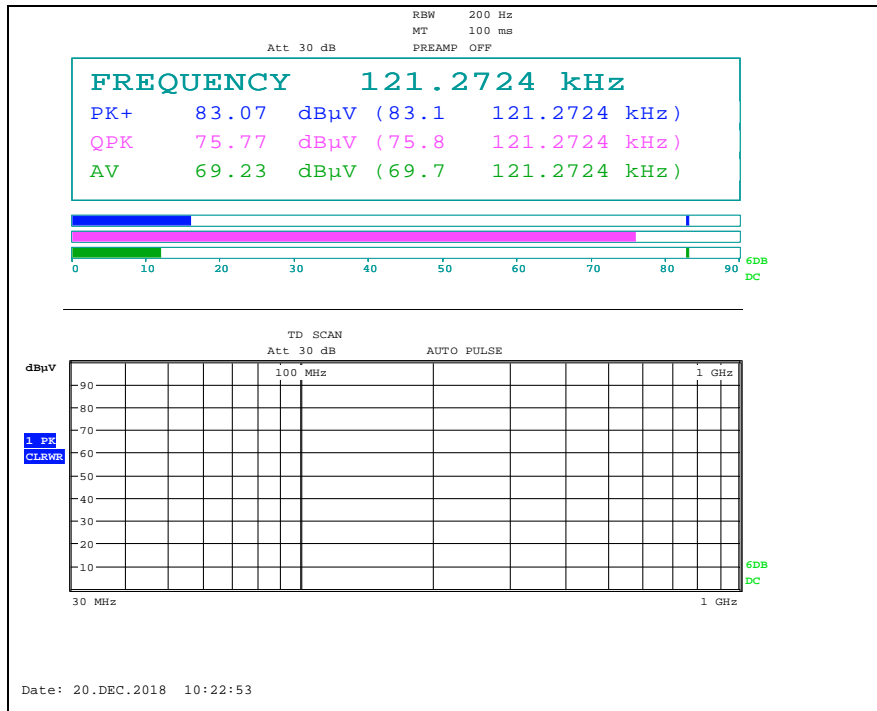 RBW 200 Hz
MT 100 ms
Att 30 dB PREAMP OFF
FREQUENCY 121.2724 kHz
PK+ 83.07 dBµV (83.1 121.2724 kHz)
QPK 75.77 dBµV (75.8 121.2724 kHz)
AV 69.23 dBµV (69.7 121.2724 kHz)
0 10 20 30 40 50 60 70 80 90
6DB
DC
TD SCAN
Att 30 dB AUTO PULSE
dBµV
100 MHz 1 GHz
90
80
70
1 PK
CLRWR
60
50
40
30
20
10
6DB
DC
30 MHz 1 GHz
Date: 20.DEC.2018 10:22:53